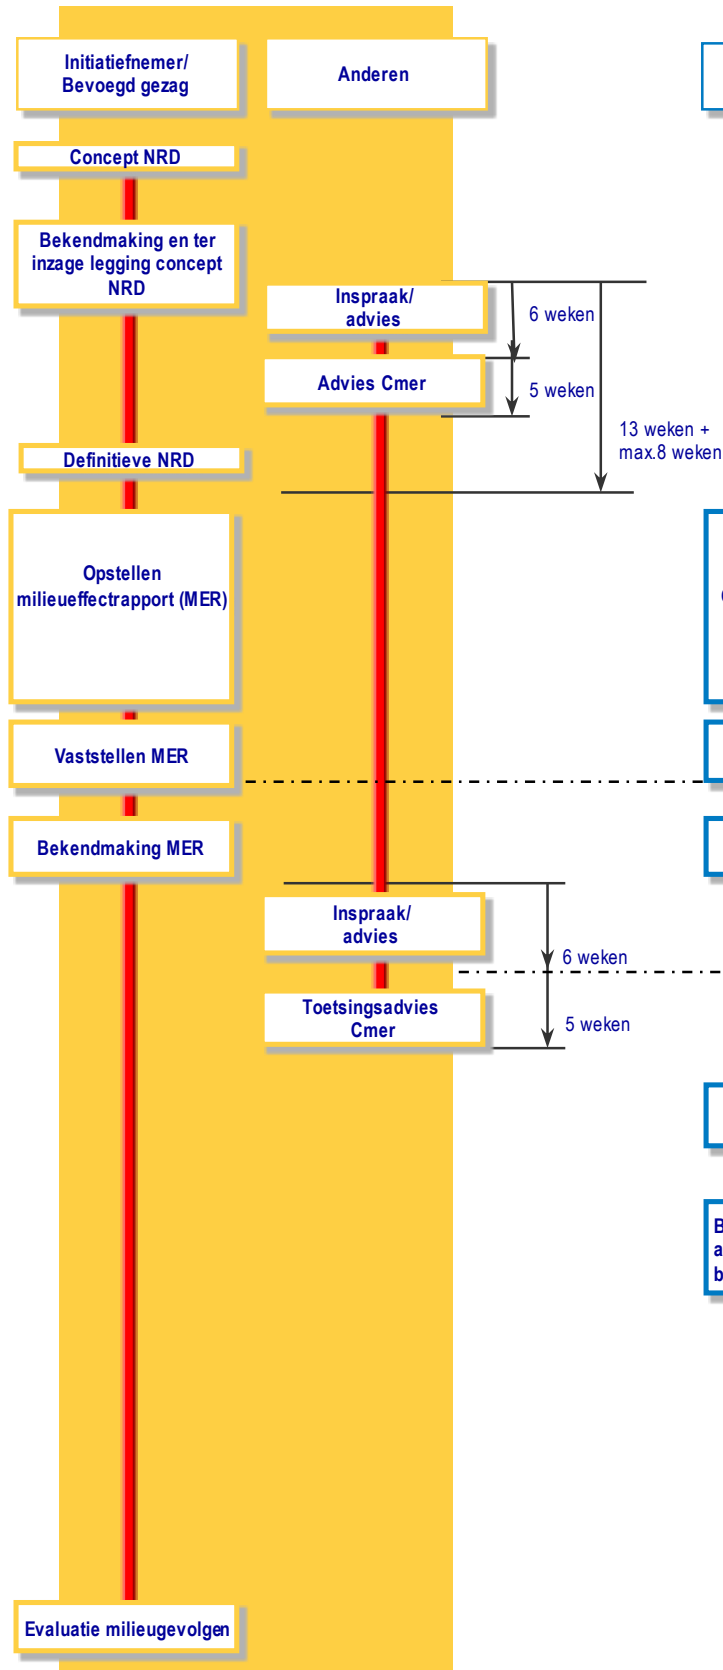 Initiatiefnemer/
Bevoegd gezag
Anderen
Concept NRD
Bekendmaking en ter
inzage legging concept
NRD
Inspraak/
advies
6 weken
Advies Cmer
5 weken
13 weken +
max.8 weken
Definitieve NRD
Opstellen
milieueffectrapport (MER)
Vaststellen MER
Bekendmaking MER
Inspraak/
advies
6 weken
Toetsingsadvies
Cmer
5 weken
B
a
b
Evaluatie milieugevolgen